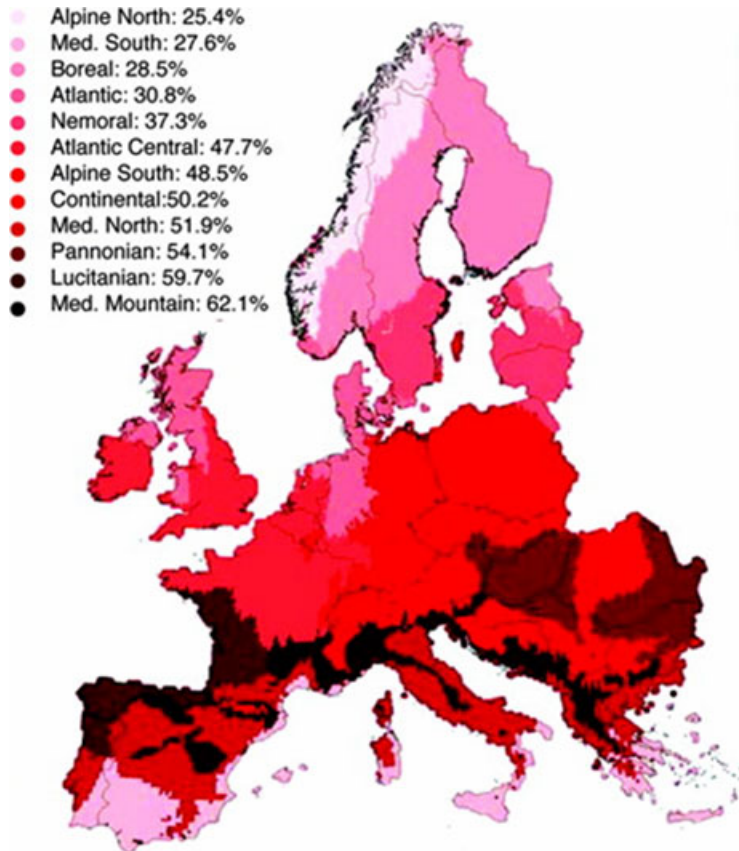 Alpine North: 25.4%
Med. South: 27.6%
Boreal: 28.5%
Atlantic: 30.8%
Nemoral: 37.3%
Atlantic Central: 47.7%
Alpine South: 48.5%
Continental:50.2%
Med. North: 51.9%
Pannonian: 54.1%
Lucitanian: 59.7%
Med. Mountain: 62.1%